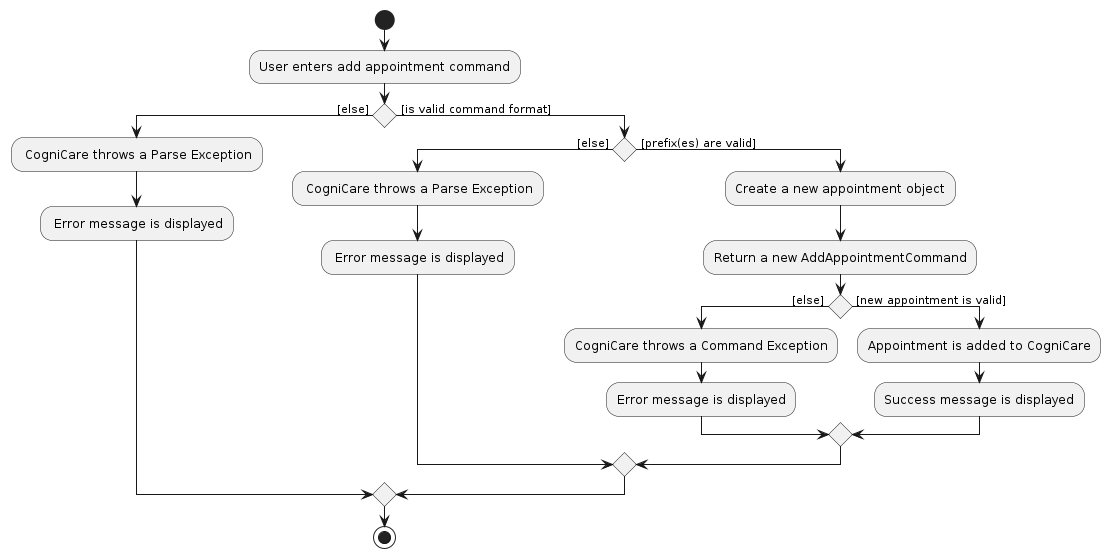 User enters add appointment command
[else]
[is valid command format]
CogniCare throws a Parse Exception
Error message is displayed
[else]
[prefix(es) are valid]
CogniCare throws a Parse Exception
Error message is displayed
Create a new appointment object
Return a new AddAppointmentCommand
[else]
[new appointment is valid]
CogniCare throws a Command Exception
Error message is displayed
Appointment is added to CogniCare
Success message is displayed